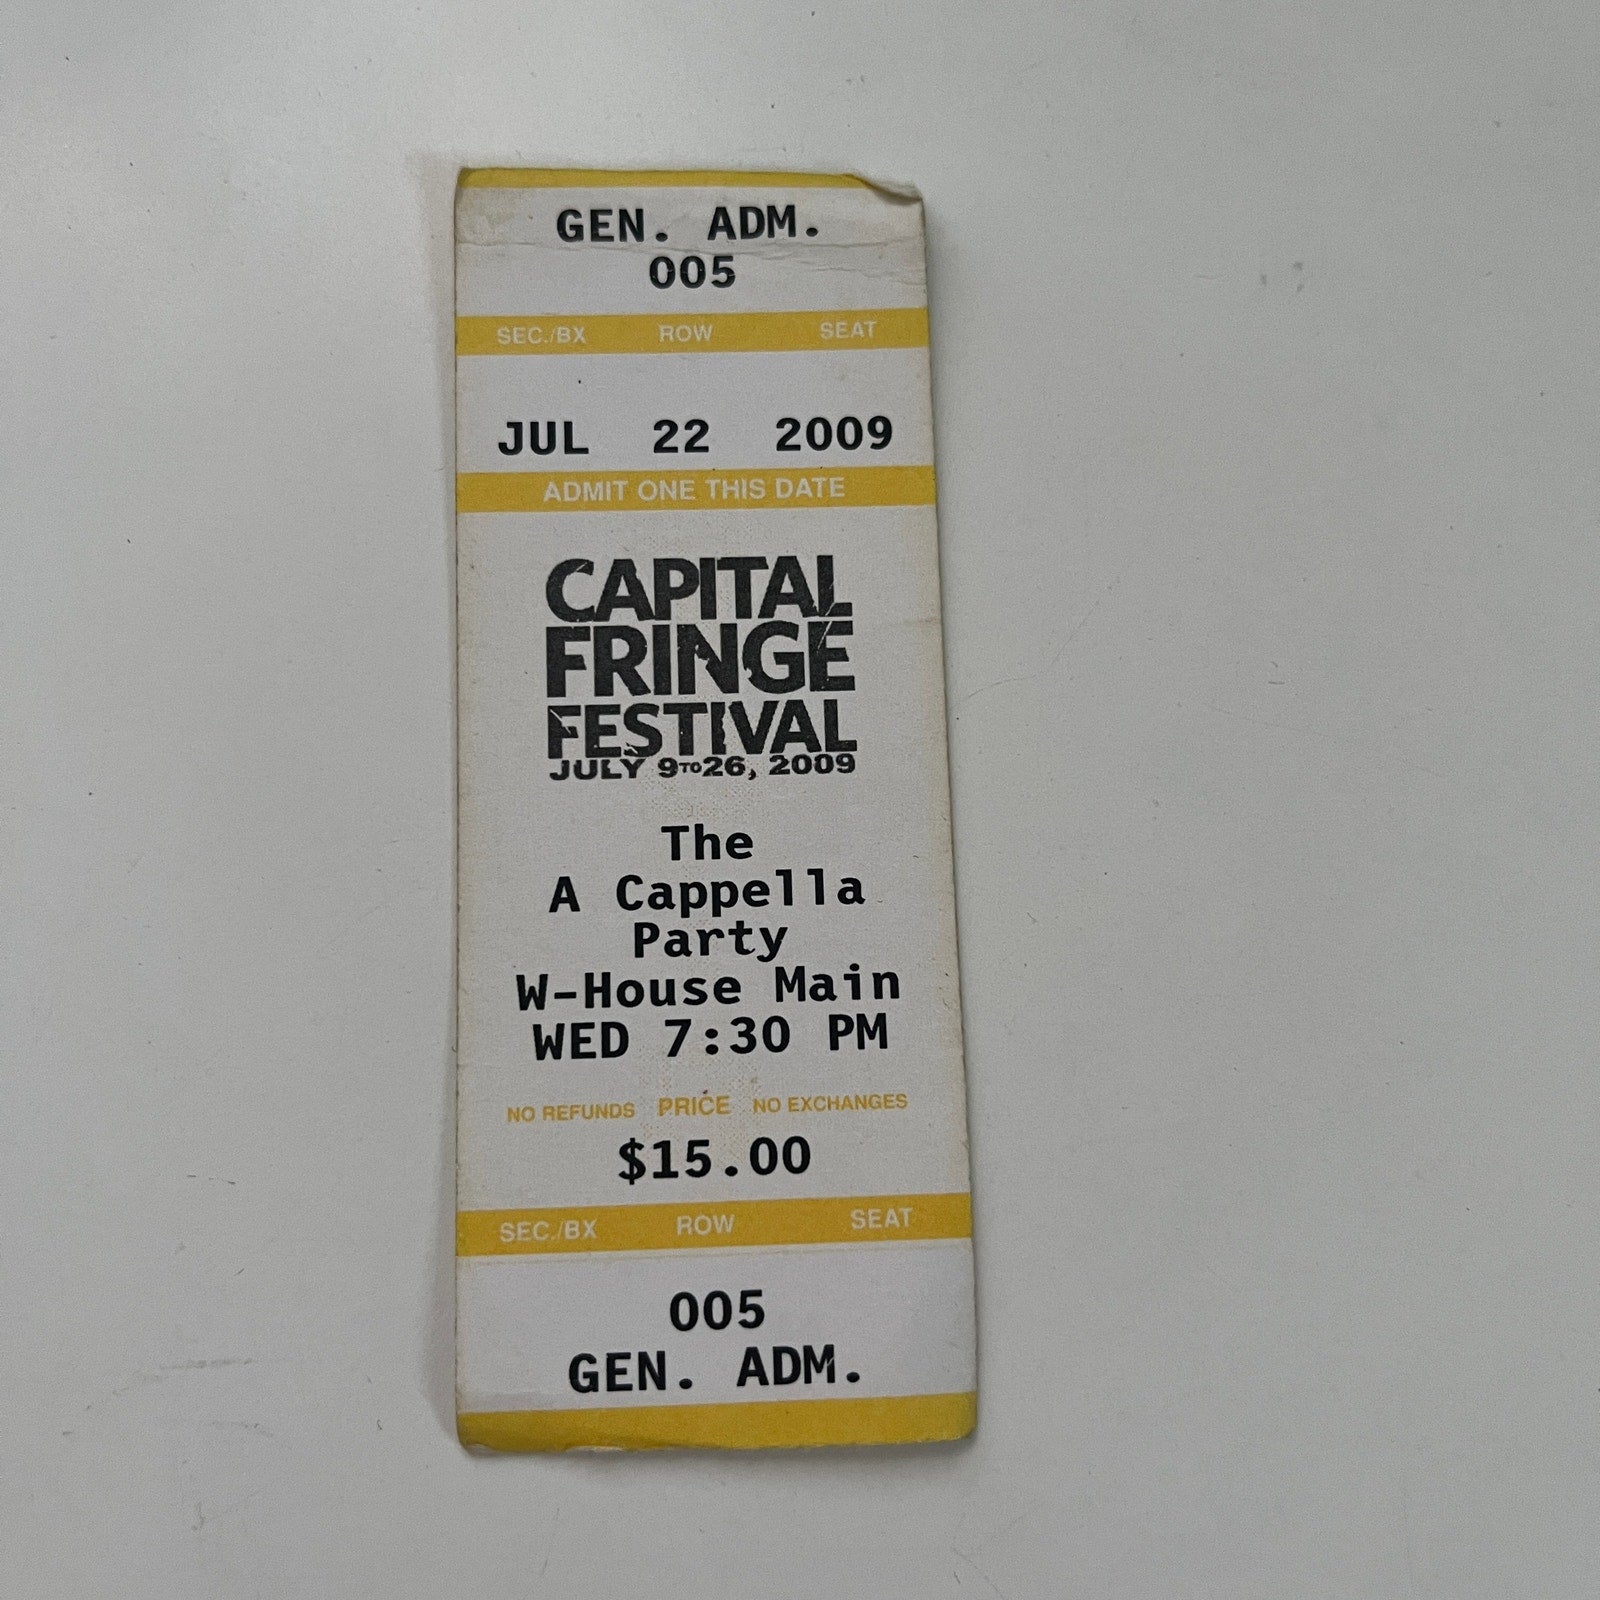 GEN. ADM.
005
SEC./BX ROW SEAT
JUL 22 2009
ADMIT ONE THIS DATE
CAPITAL
FRINGE
FESTIVAL
JULY 9TO26, 2009
The
A Cappella
Party
W-House Main
WED 7:30 PM
NO REFUNDS PRICE NO EXCHANGES
$15.00
SEC./BX ROW SEAT
005
GEN. ADM.